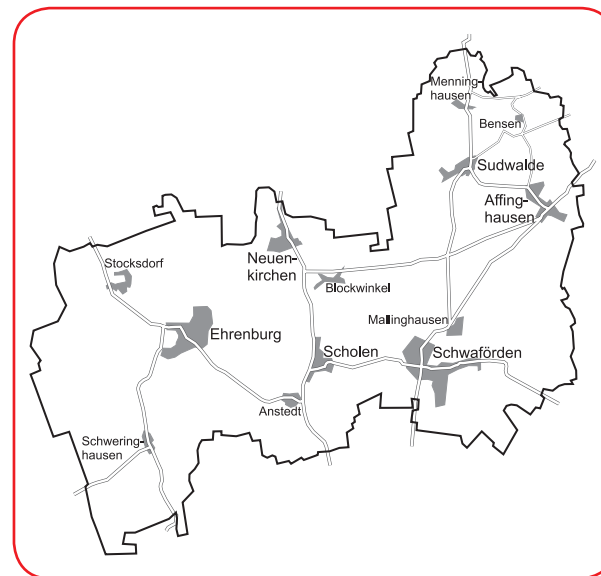 Menning-
hausen
Bensen
Sudwalde
Affing-
hausen
Neuen-
kirchen
Stocksdorf
Blockwinkel
Mallinghausen
Ehrenburg
Scholen
Schwaförden
Anstedt
Schwering-
hausen